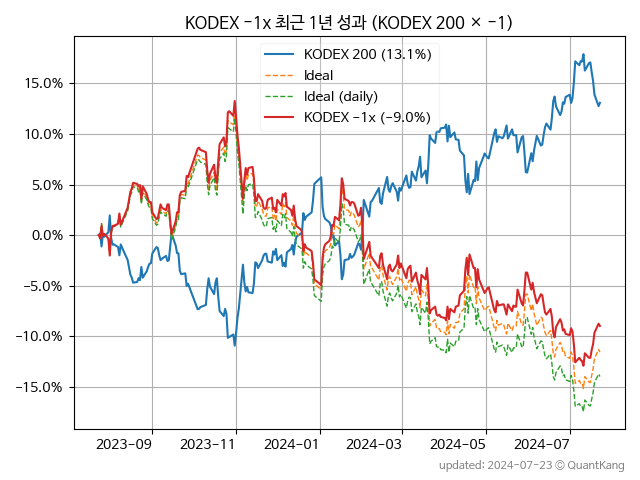 KODEX -1x 최근 1년 성과 (KODEX 200 × -1)
KODEX 200 (13.1%)
Ideal
Ideal (daily)
KODEX -1x (-9.0%)
15.0%
10.0%
5.0%
0.0%
-5.0%
-10.0%
-15.0%
2023-09 2023-11 2024-01 2024-03 2024-05 2024-07
updated: 2024-07-23 © QuantKang